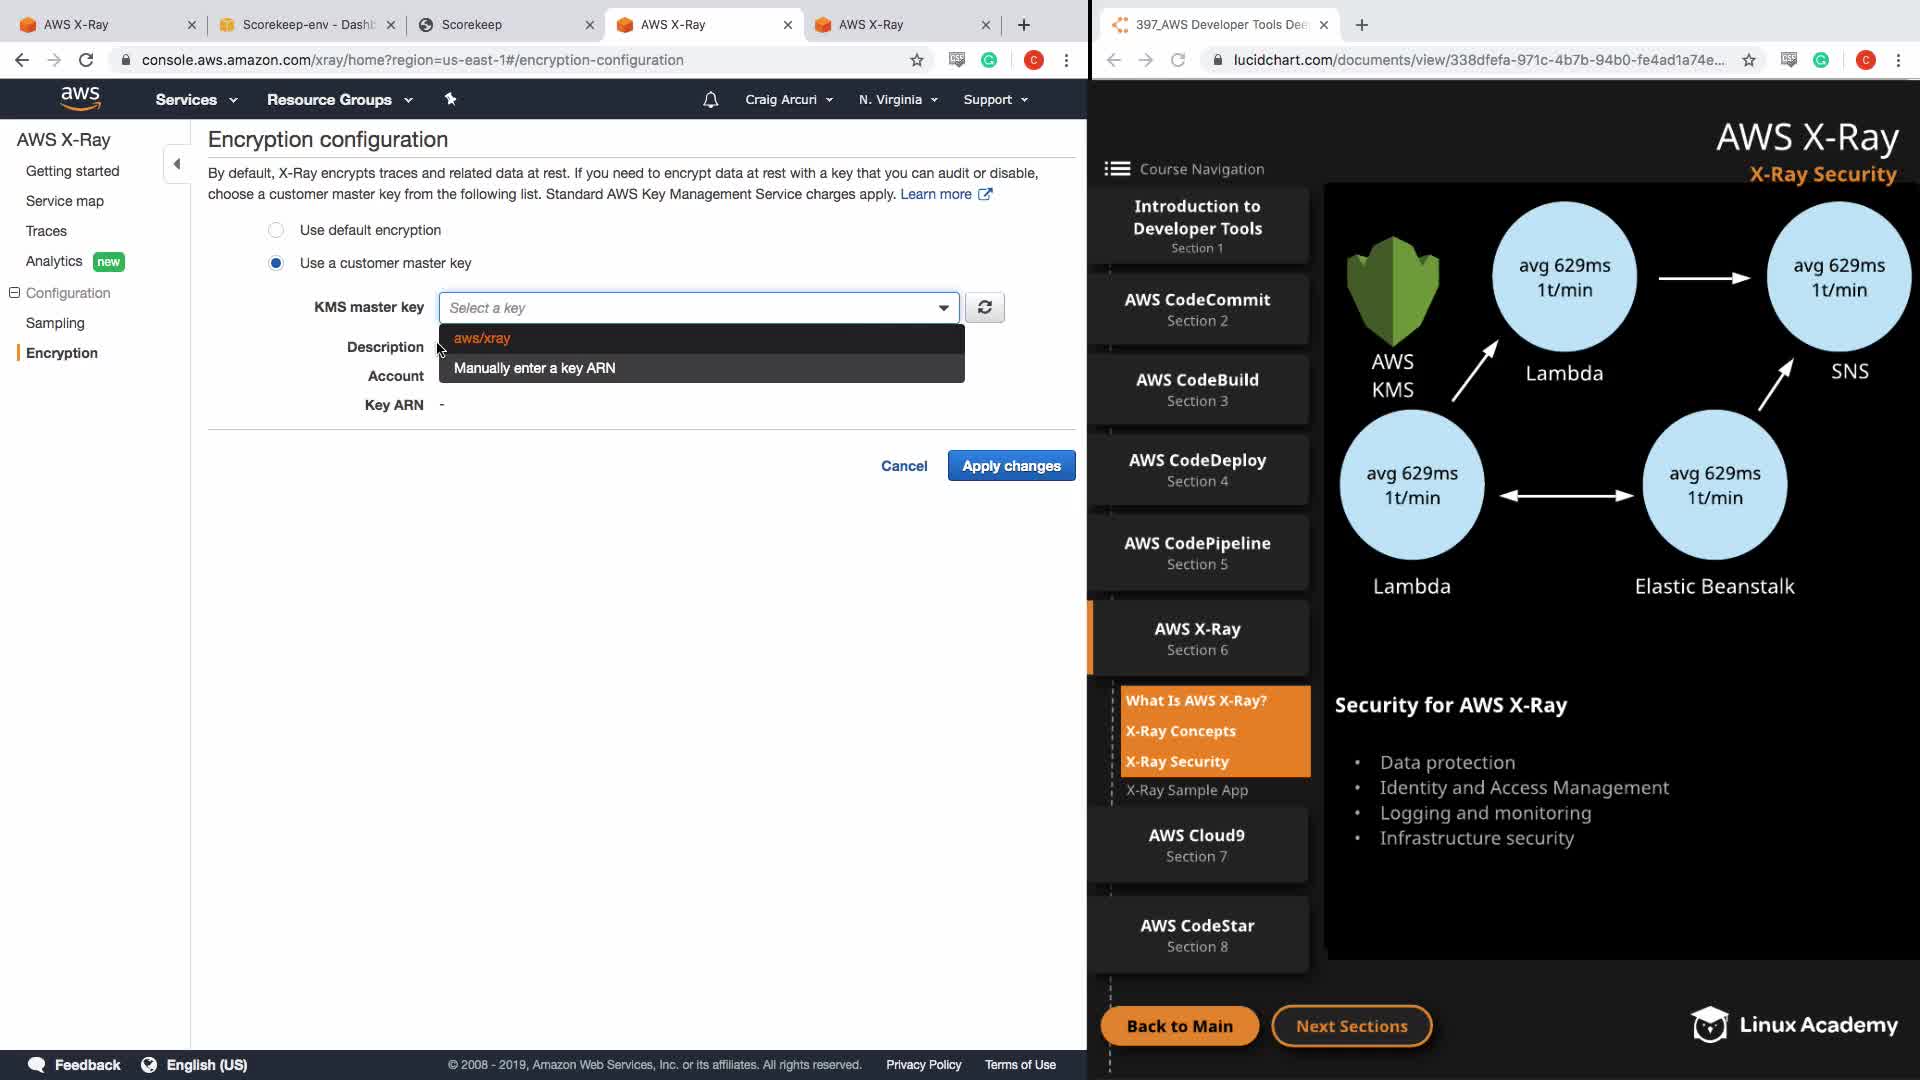 AWS X-Ray
Scorekeep-env - Dashb
Scorekeep
AWS X-Ray
AWS X-Ray
console.aws.amazon.com/xray/home?region=us-east-1#/encryption-configuration
C
aws
Services
Resource Groups
Craig Arcuri
N. Virginia
Support
AWS X-Ray
Getting started
Service map
Traces
Analytics new
Configuration
Sampling
Encryption
Encryption configuration
By default, X-Ray encrypts traces and related data at rest. If you need to encrypt data at rest with a key that you can audit or disable,
choose a customer master key from the following list. Standard AWS Key Management Service charges apply. Learn more
Use default encryption
Use a customer master key
KMS master key
Select a key
aws/xray
Manually enter a key ARN
Description
Account
Key ARN -
Cancel
Apply changes
Feedback
English (US)
© 2008 - 2019, Amazon Web Services, Inc. or its affiliates. All rights reserved.
Privacy Policy
Terms of Use
397_AWS Developer Tools Dee
lucidchart.com/documents/view/338dfefa-971c-4b7b-94b0-fe4ad1a74e...
C
AWS X-Ray
X-Ray Security
Course Navigation
Introduction to
Developer Tools
Section 1
AWS CodeCommit
Section 2
AWS CodeBuild
Section 3
AWS CodeDeploy
Section 4
AWS CodePipeline
Section 5
AWS X-Ray
Section 6
What Is AWS X-Ray?
X-Ray Concepts
X-Ray Security
X-Ray Sample App
AWS Cloud9
Section 7
AWS CodeStar
Section 8
Back to Main
Next Sections
AWS
KMS
avg 629ms
1t/min
Lambda
avg 629ms
1t/min
SNS
avg 629ms
1t/min
Lambda
avg 629ms
1t/min
Elastic Beanstalk
Security for AWS X-Ray
• Data protection
• Identity and Access Management
• Logging and monitoring
• Infrastructure security
Linux Academy